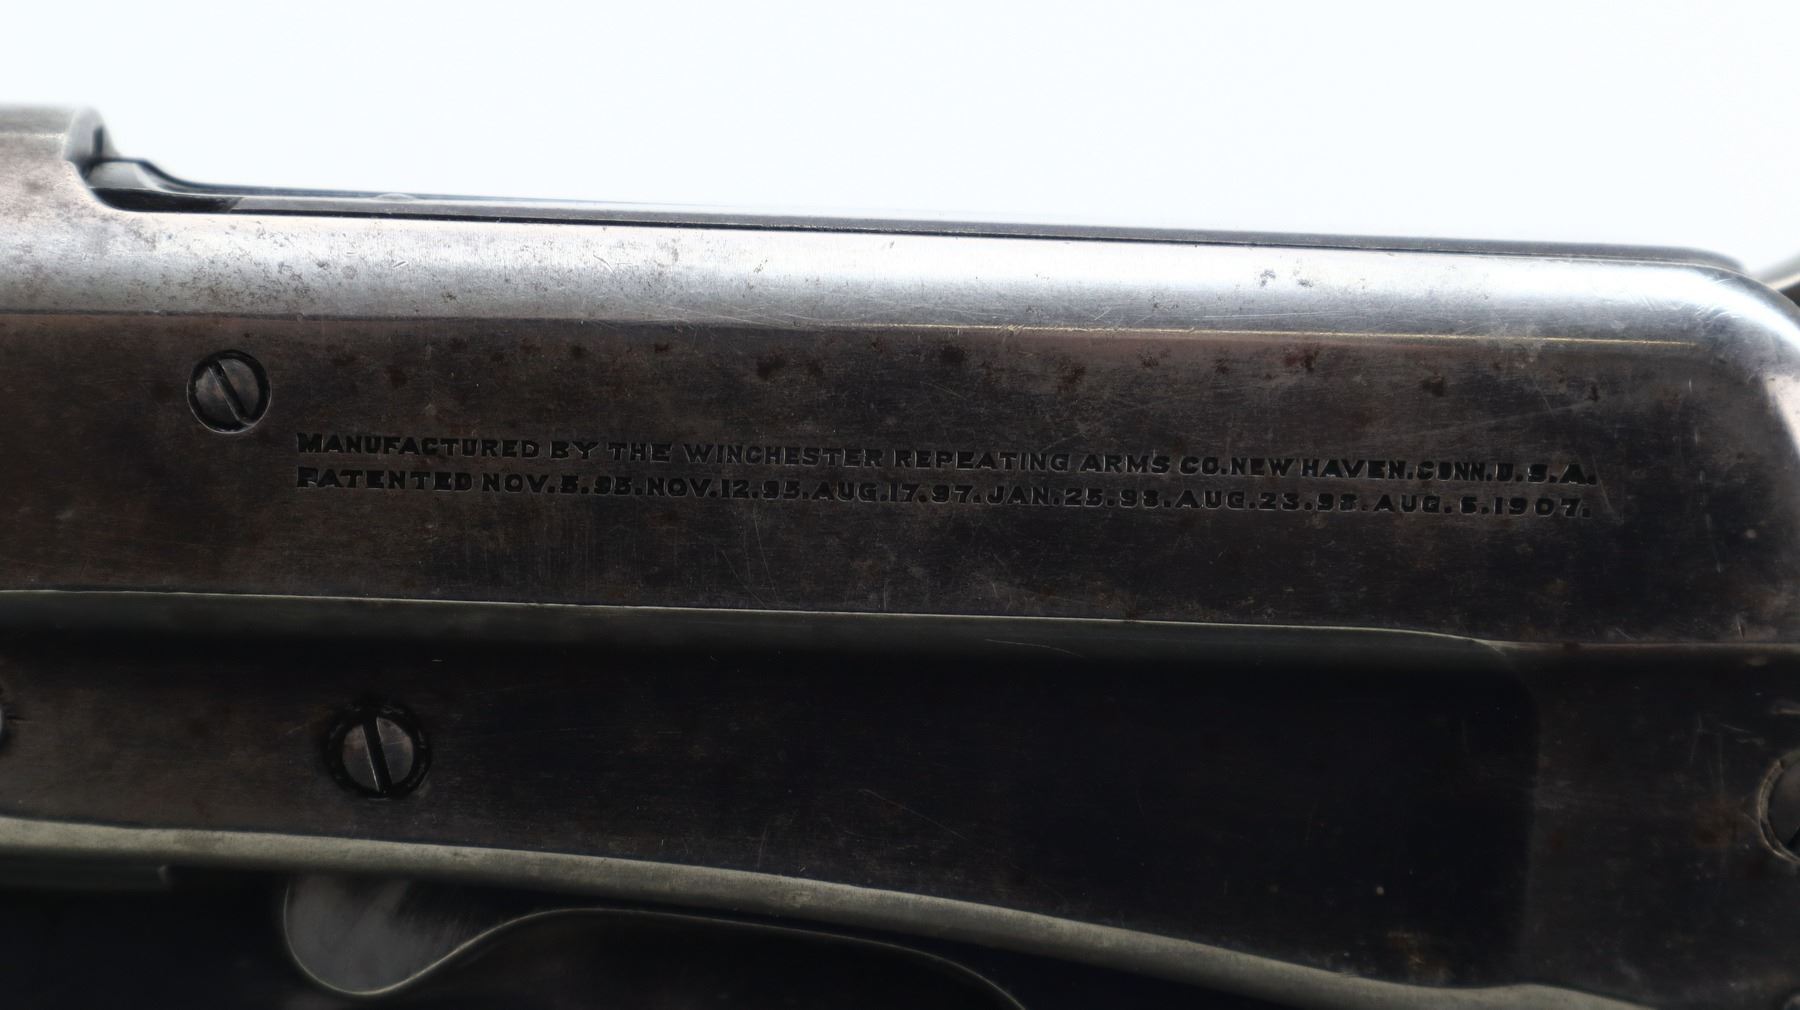 MANUFACTURED BY THE WINCHESTER REPEATING ARMS CO.NEW HAVEN.CONN.U.S.A.
PATENTED NOV.5.95.NOV.12.95.AUG.17.97.JAN.25.98.AUG.23.98.AUG.6.1907.